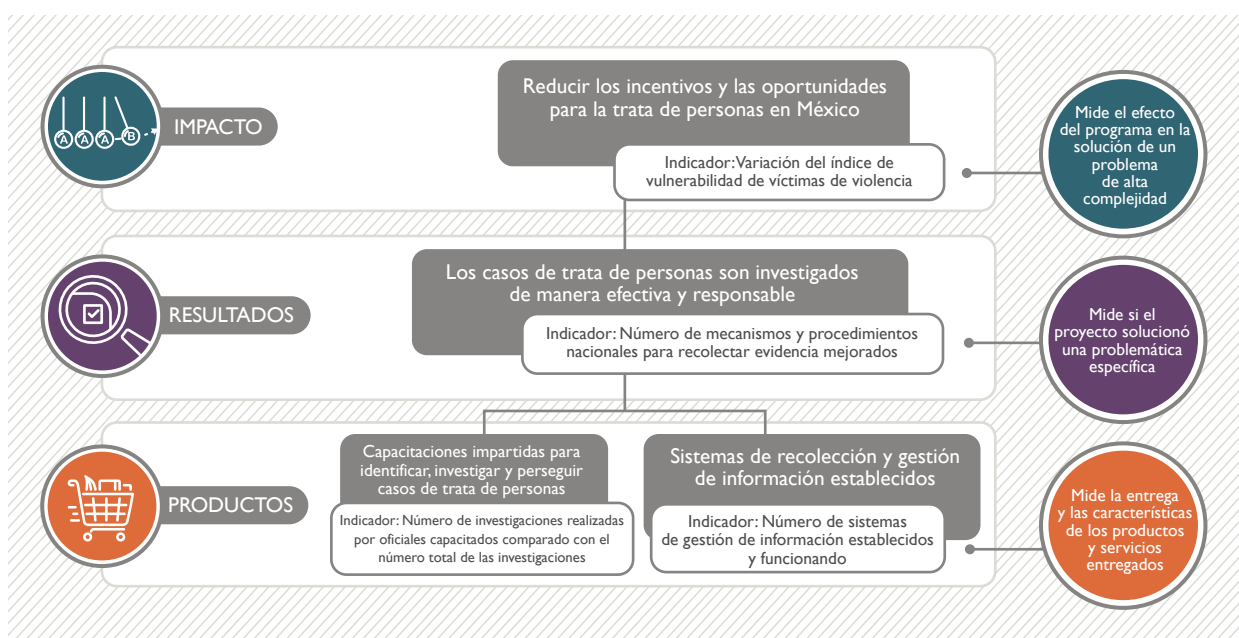 IMPACTO
A A A B
Reducir los incentivos y las oportunidades
para la trata de personas en México
Indicador: Variación del índice de
vulnerabilidad de víctimas de violencia
Mide el efecto
del programa en la
solución de un
problema
de alta
complejidad
RESULTADOS
Los casos de trata de personas son investigados
de manera efectiva y responsable
Indicador: Número de mecanismos y procedimientos
nacionales para recolectar evidencia mejorados
Mide si el
proyecto solucionó
una problemática
específica
PRODUCTOS
Capacitaciones impartidas para
identificar, investigar y perseguir
casos de trata de personas
Indicador: Número de investigaciones realizadas
por oficiales capacitados comparado con el
número total de las investigaciones
Sistemas de recolección y gestión
de información establecidos
Indicador: Número de sistemas
de gestión de información establecidos
y funcionando
Mide la entrega
y las características
de los productos
y servicios
entregados